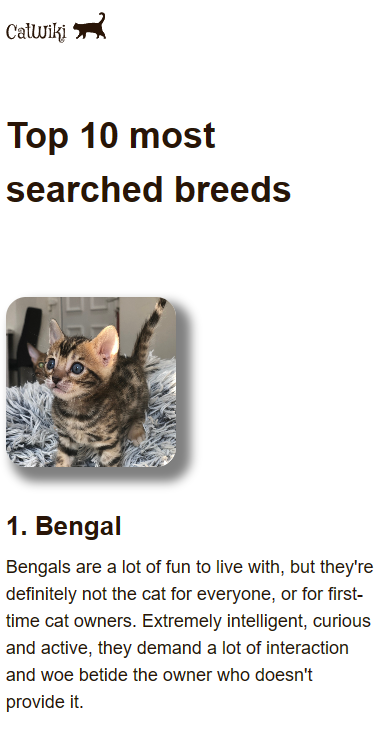 CatWiki
Top 10 most
searched breeds
1. Bengal
Bengals are a lot of fun to live with, but they're
definitely not the cat for everyone, or for first-
time cat owners. Extremely intelligent, curious
and active, they demand a lot of interaction
and woe betide the owner who doesn't
provide it.